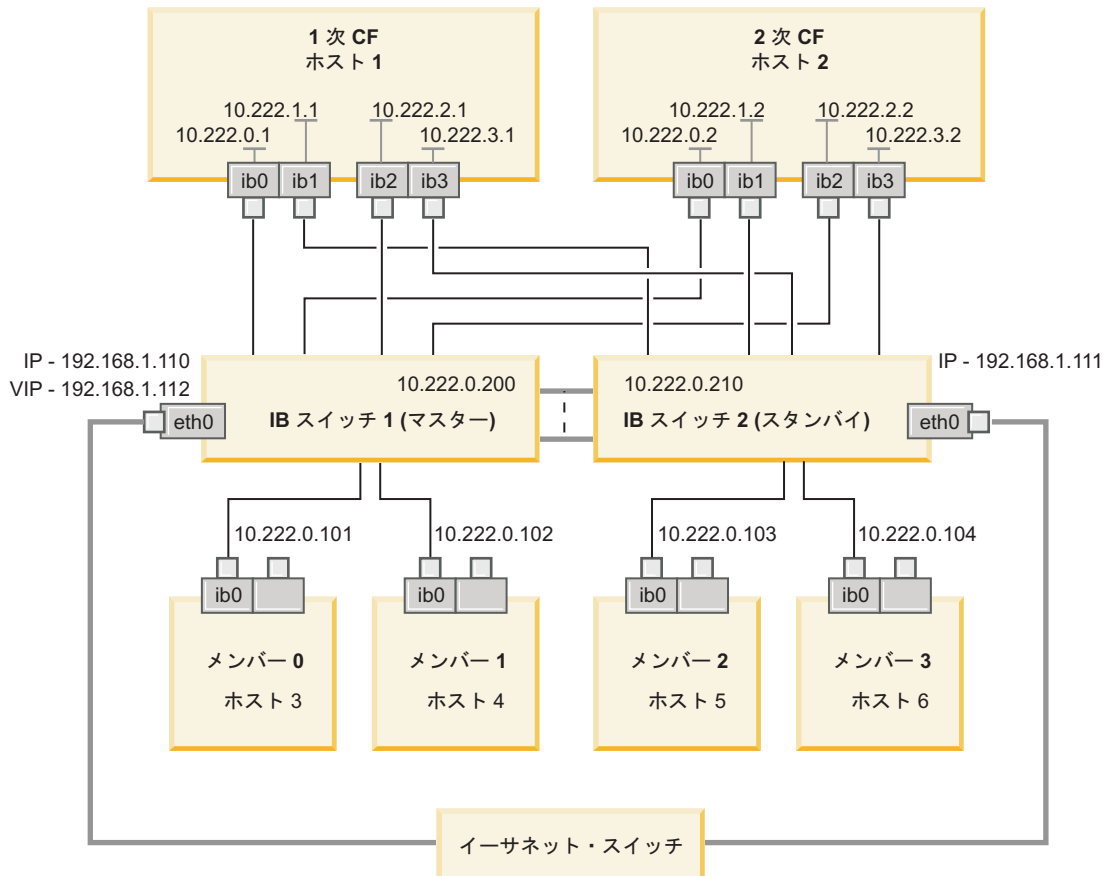 1 次 CF
ホスト 1
2 次 CF
ホスト 2
10.222.1.1
10.222.2.1
10.222.0.1
10.222.3.1
10.222.1.2
10.222.2.2
10.222.0.2
10.222.3.2
ib0
ib1
ib2
ib3
ib0
ib1
ib2
ib3
IP - 192.168.1.110
VIP - 192.168.1.112
IP - 192.168.1.111
10.222.0.200
10.222.0.210
eth0
IB スイッチ 1 (マスター)
IB スイッチ 2 (スタンバイ)
eth0
10.222.0.101
10.222.0.102
10.222.0.103
10.222.0.104
ib0
ib0
ib0
ib0
メンバー 0
ホスト 3
メンバー 1
ホスト 4
メンバー 2
ホスト 5
メンバー 3
ホスト 6
イーサネット・スイッチ